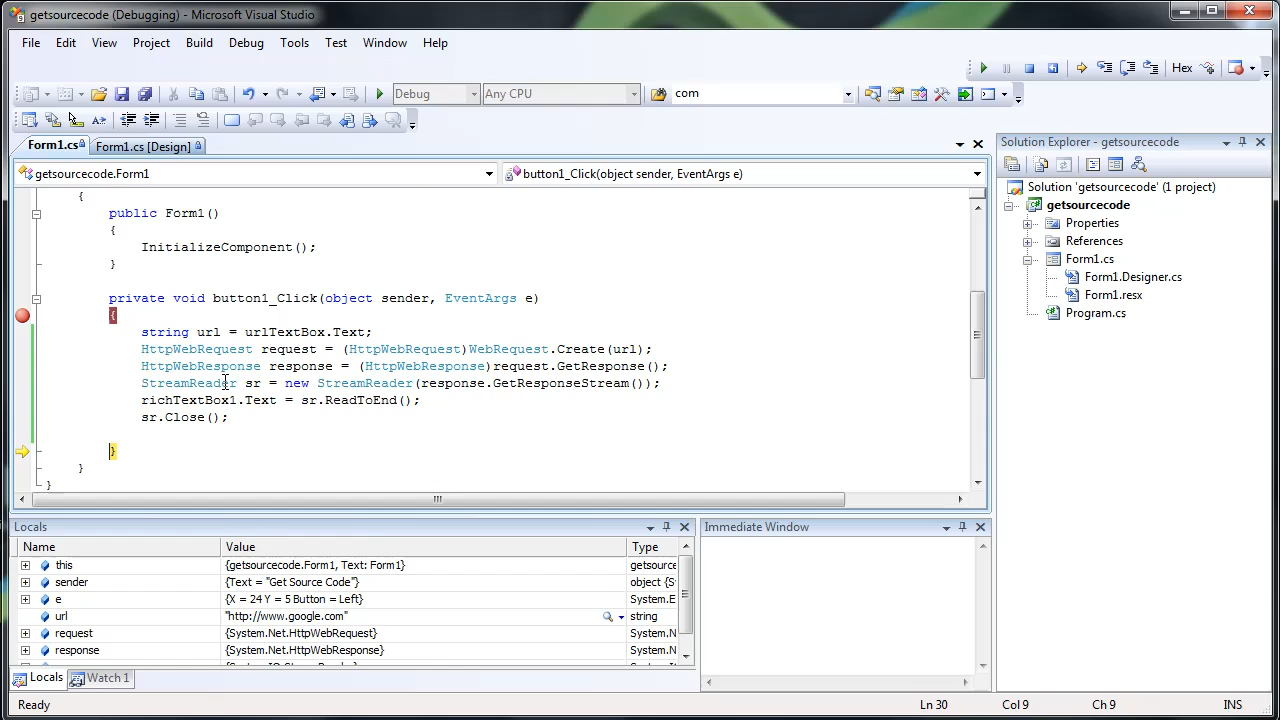 getsourcecode (Debugging) - Microsoft Visual Studio
File Edit View Project Build Debug Tools Test Window Help
Hex
Debug Any CPU com
Form1.cs Form1.cs [Design]
getsourcecode.Form1 button1_Click(object sender, EventArgs e)
{
public Form1()
{
InitializeComponent();
}
private void button1_Click(object sender, EventArgs e)
{
string url = urlTextBox.Text;
HttpWebRequest request = (HttpWebRequest)WebRequest.Create(url);
HttpWebResponse response = (HttpWebResponse)request.GetResponse();
StreamReader sr = new StreamReader(response.GetResponseStream());
richTextBox1.Text = sr.ReadToEnd();
sr.Close();
}
}
}
Solution Explorer - getsourcecode
Solution 'getsourcecode' (1 project)
getsourcecode
Properties
References
Form1.cs
Form1.Designer.cs
Form1.resx
Program.cs
Locals
Name Value Type
this {getsourcecode.Form1, Text: Form1} getsource
sender {Text = "Get Source Code"} object {S
e {X = 24 Y = 5 Button = Left} System.E
url "http://www.google.com" string
request {System.Net.HttpWebRequest} System.N
response {System.Net.HttpWebResponse} System.N
Locals Watch 1
Immediate Window
Ready Ln 30 Col 9 Ch 9 INS